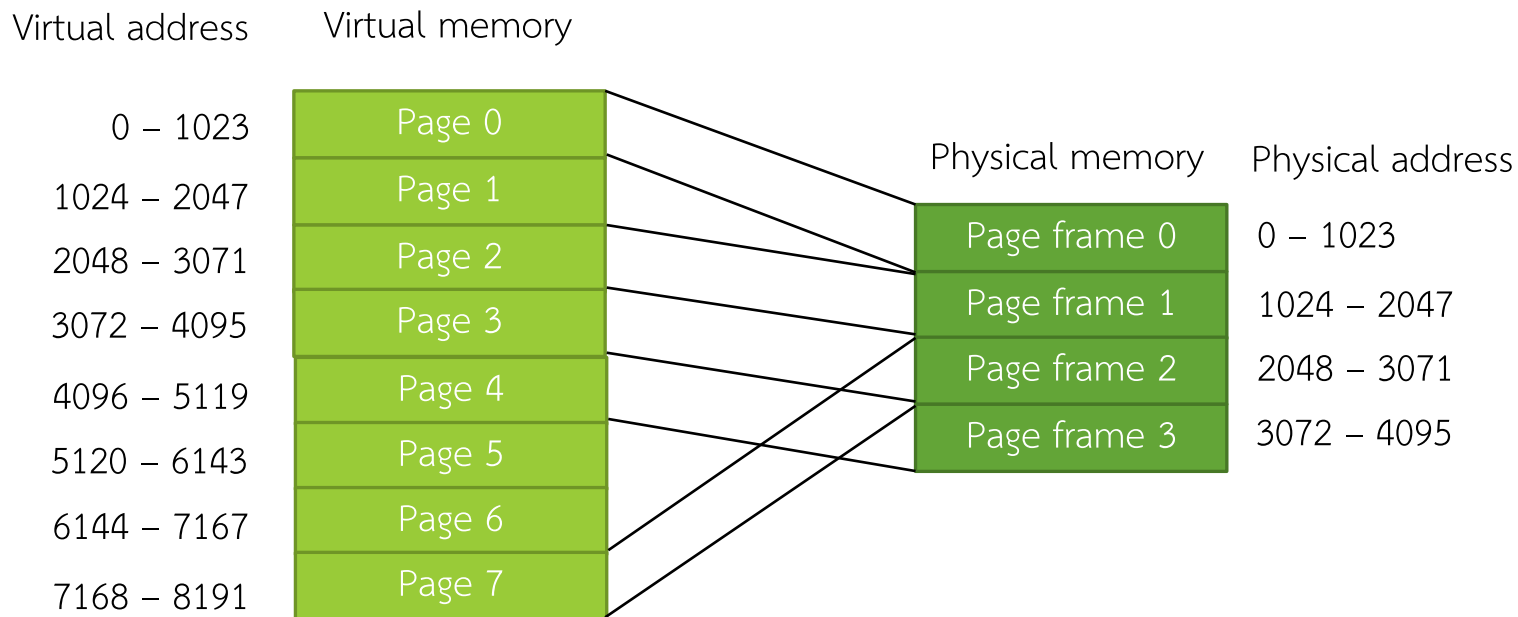 Virtual address
Virtual memory
0 – 1023
Page 0
1024 – 2047
Page 1
2048 – 3071
Page 2
3072 – 4095
Page 3
4096 – 5119
Page 4
5120 – 6143
Page 5
6144 – 7167
Page 6
7168 – 8191
Page 7
Physical memory
Physical address
Page frame 0
0 – 1023
Page frame 1
1024 – 2047
Page frame 2
2048 – 3071
Page frame 3
3072 – 4095